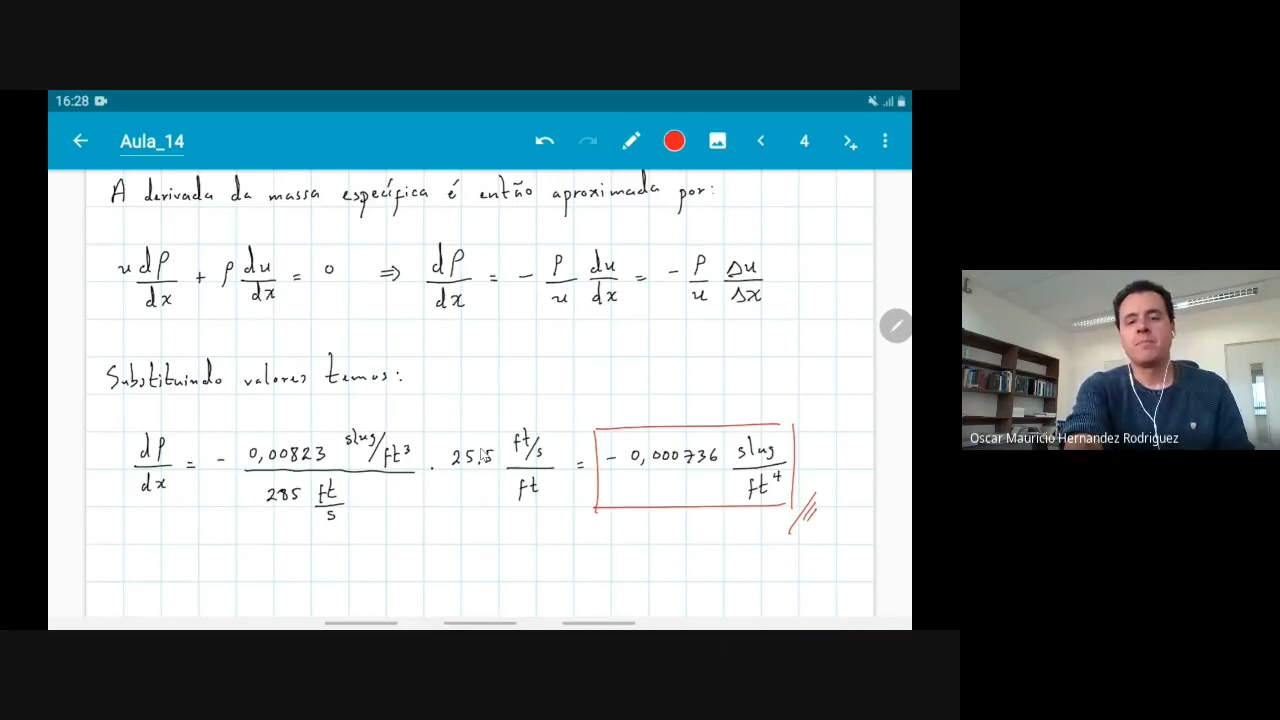 16:28
Aula_14
4
A derivada da massa específica é então aproximada por:
u dρ/dx + ρ du/dx = 0 ⇒ dρ/dx = - ρ/u du/dx = - ρ/u Δu/Δx
Substituindo valores temos:
dρ/dx = - 0,00823 slug/ft³ / 285 ft/s . 25.5 ft/s / ft = - 0,000736 slug/ft⁴
Oscar Mauricio Hernandez Rodriguez